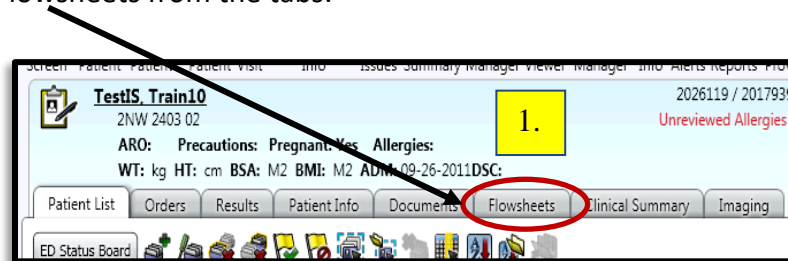 lowsheets from the tabs.
Screen Patient Patient Patient Visit Info Issues Summary Manager Viewer Manager Info Alerts Reports Prov
TestIS, Train10
2026119 / 2017939
2NW 2403 02
1.
Unreviewed Allergies
ARO: Precautions: Pregnant: Yes Allergies:
WT: kg HT: cm BSA: M2 BMI: M2 ADM: 09-26-2011DSC:
Patient List Orders Results Patient Info Documents Flowsheets Clinical Summary Imaging
ED Status Board